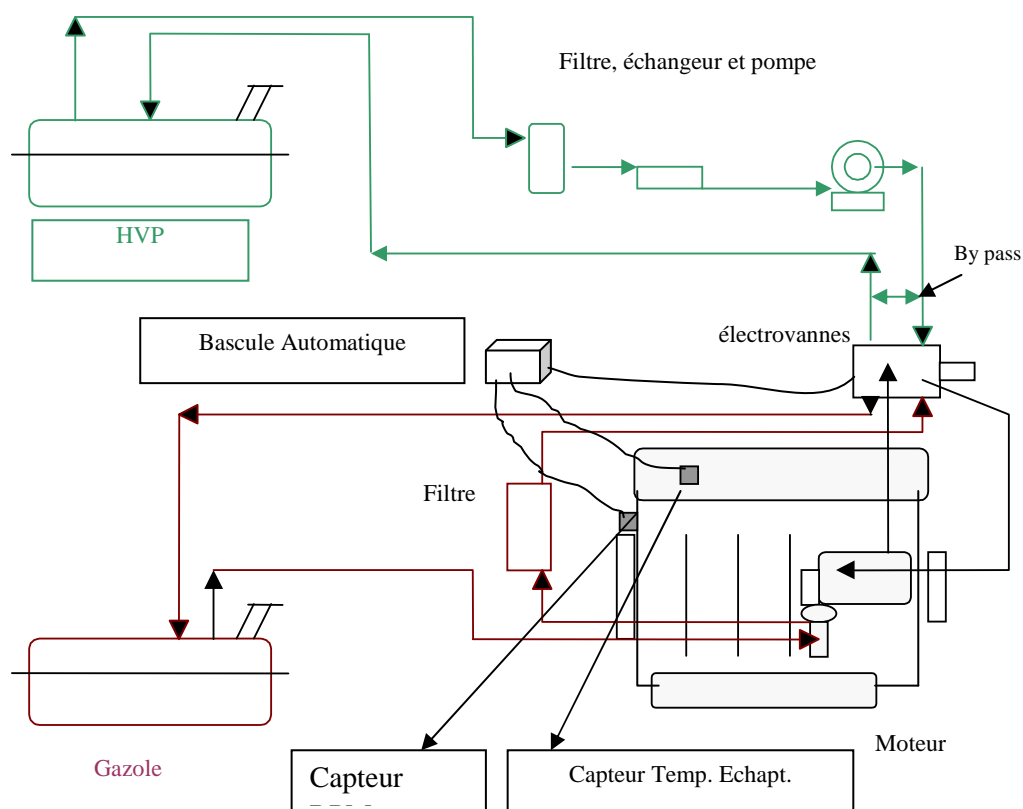 Filtre, échangeur et pompe
HVP
By pass
électrovannes
Bascule Automatique
Filtre
Moteur
Gazole
Capteur
Capteur Temp. Echapt.